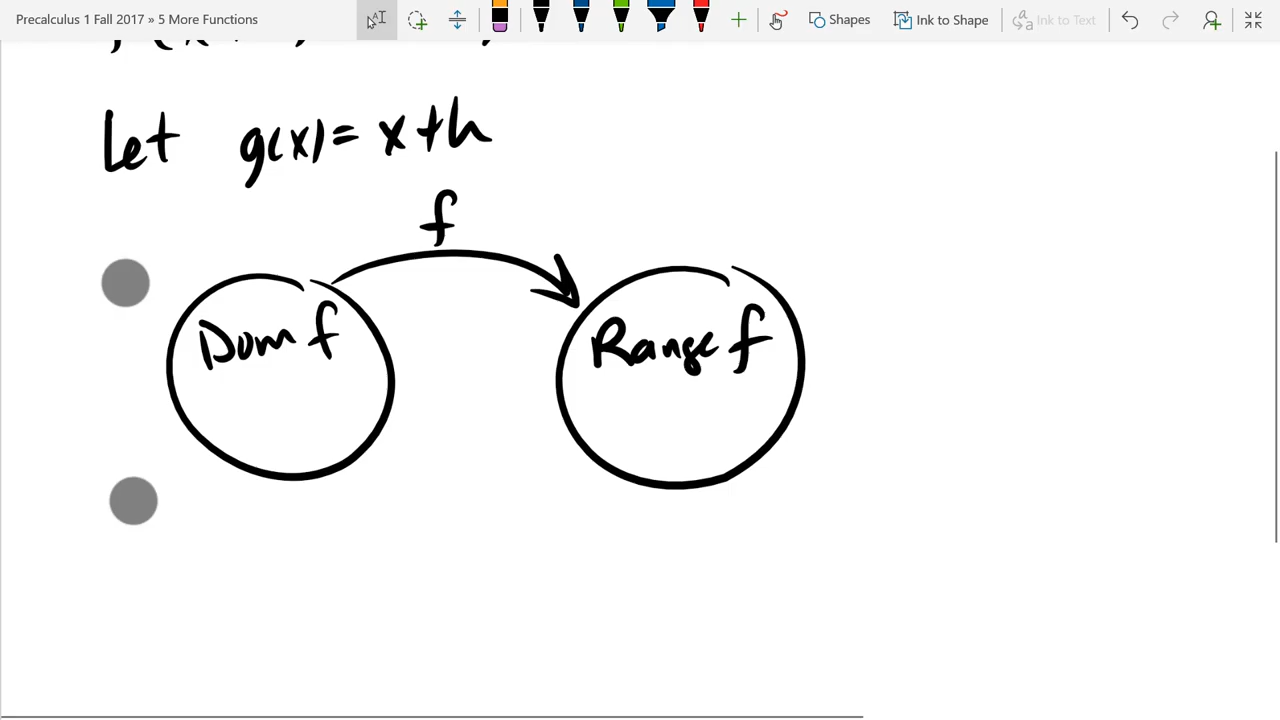 Precalculus 1 Fall 2017 » 5 More Functions
Shapes
Ink to Shape
Ink to Text
Let g(x) = x + h
f
Dom f
Range f